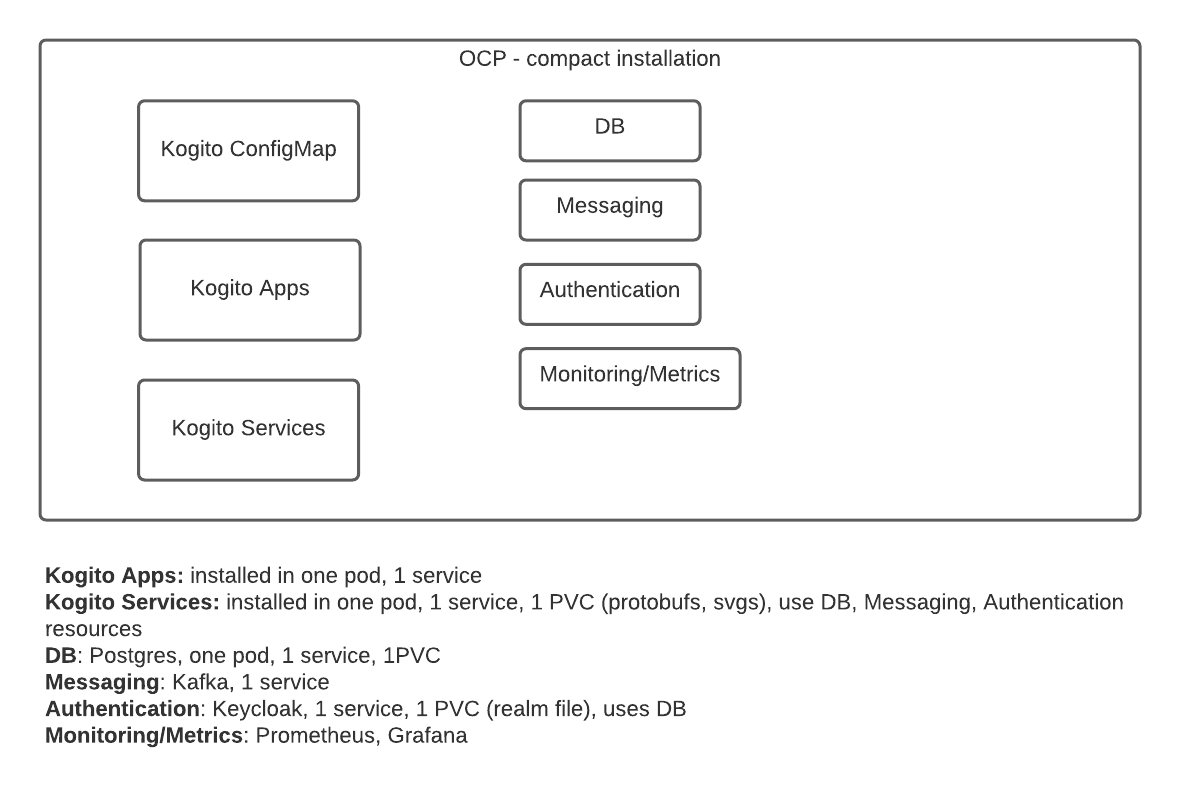 OCP - compact installation
Kogito ConfigMap
DB
Messaging
Kogito Apps
Authentication
Monitoring/Metrics
Kogito Services
Kogito Apps: installed in one pod, 1 service
Kogito Services: installed in one pod, 1 service, 1 PVC (protobufs, svgs), use DB, Messaging, Authentication
resources
DB: Postgres, one pod, 1 service, 1PVC
Messaging: Kafka, 1 service
Authentication: Keycloak, 1 service, 1 PVC (realm file), uses DB
Monitoring/Metrics: Prometheus, Grafana